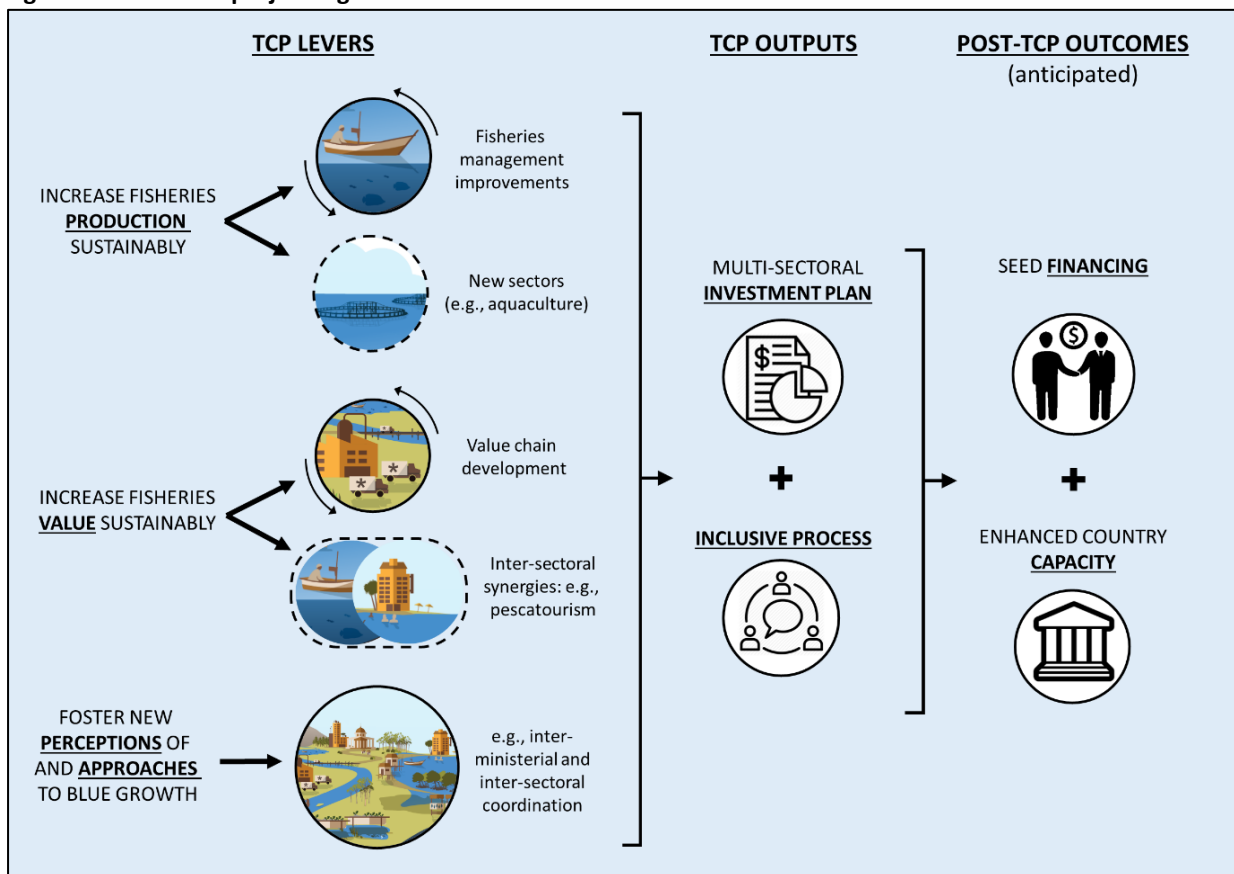 TCP LEVERS
TCP OUTPUTS
POST-TCP OUTCOMES
(anticipated)
INCREASE FISHERIES
PRODUCTION
SUSTAINABLY
Fisheries
management
improvements
New sectors
(e.g., aquaculture)
INCREASE FISHERIES
VALUE SUSTAINABLY
Value chain
development
Inter-sectoral
synergies: e.g.,
pescatourism
FOSTER NEW
PERCEPTIONS OF
AND APPROACHES
TO BLUE GROWTH
e.g., inter-
ministerial and
inter-sectoral
coordination
MULTI-SECTORAL
INVESTMENT PLAN
$
+
INCLUSIVE PROCESS
SEED FINANCING
$
+
ENHANCED COUNTRY
CAPACITY